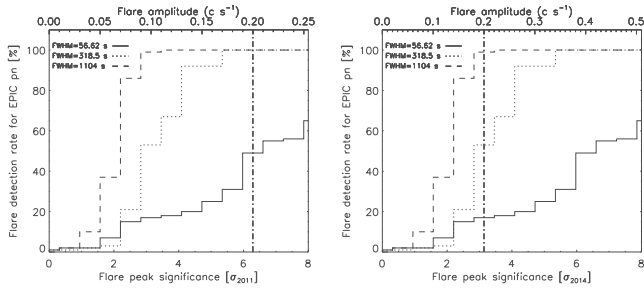 Flare amplitude (c s⁻¹)
0.00 0.05 0.10 0.15 0.20 0.25
FWHM=56.62 s
FWHM=318.5 s
FWHM=1104 s
Flare detection rate for EPIC pn [%]
100
80
60
40
20
0
0 2 4 6 8
Flare peak significance [σ2011]
Flare amplitude (c s⁻¹)
0.0 0.1 0.2 0.3 0.4 0.5
FWHM=56.62 s
FWHM=318.5 s
FWHM=1104 s
Flare detection rate for EPIC pn [%]
100
80
60
40
20
0
0 2 4 6 8
Flare peak significance [σ2014]